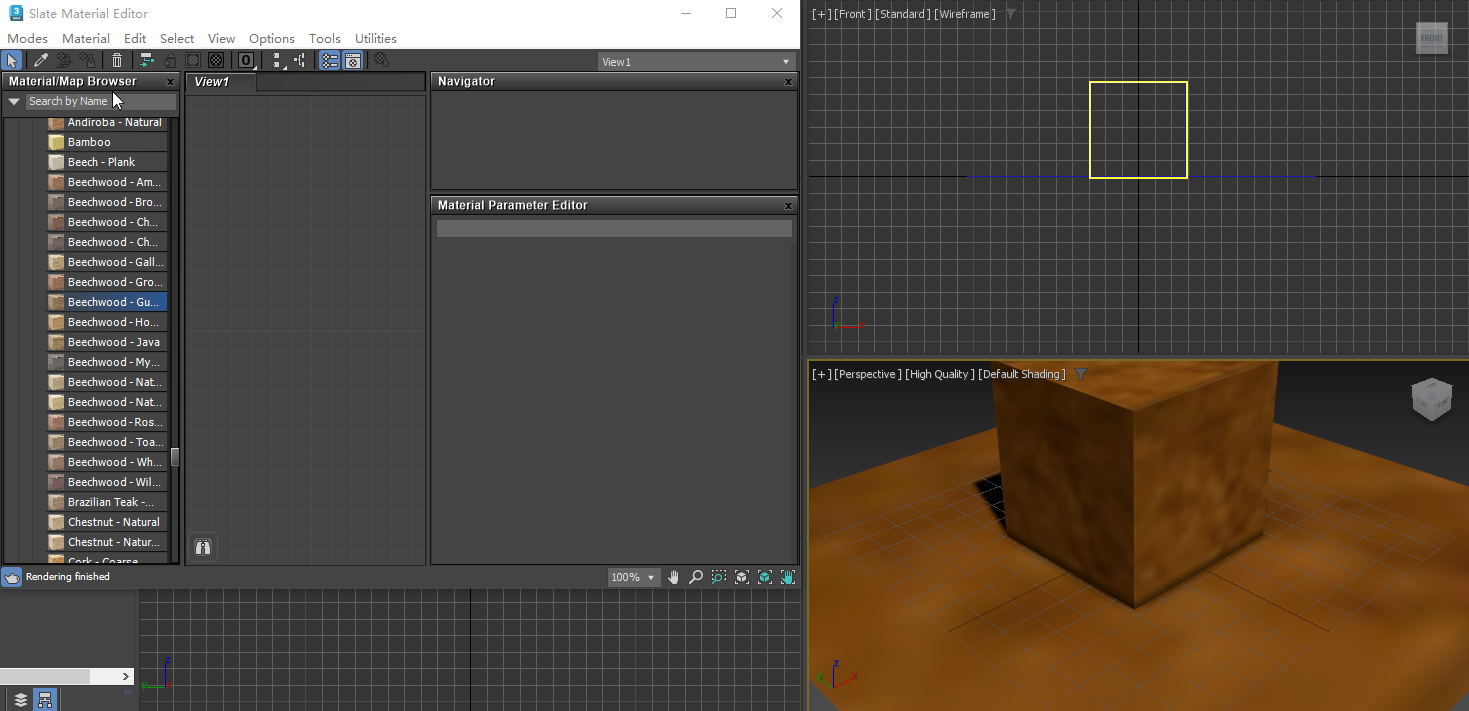 Slate Material Editor
Modes Material Edit Select View Options Tools Utilities
View1
Material/Map Browser x
Search by Name
Andiroba - Natural
Bamboo
Beech - Plank
Beechwood - Am...
Beechwood - Bro...
Beechwood - Ch...
Beechwood - Ch...
Beechwood - Gall...
Beechwood - Gro...
Beechwood - Gu...
Beechwood - Ho...
Beechwood - Java
Beechwood - My...
Beechwood - Nat...
Beechwood - Nat...
Beechwood - Ros...
Beechwood - Toa...
Beechwood - Wh...
Beechwood - Wil...
Brazilian Teak -...
Chestnut - Natural
Chestnut - Natur...
Cork - Coarse
View1
Navigator x
Material Parameter Editor x
Rendering finished
100%
[+] [Front] [Standard] [Wireframe]
FRONT
z
y x
[+] [Perspective] [High Quality] [Default Shading]
LEFT FRONT
z
y x
z
y x